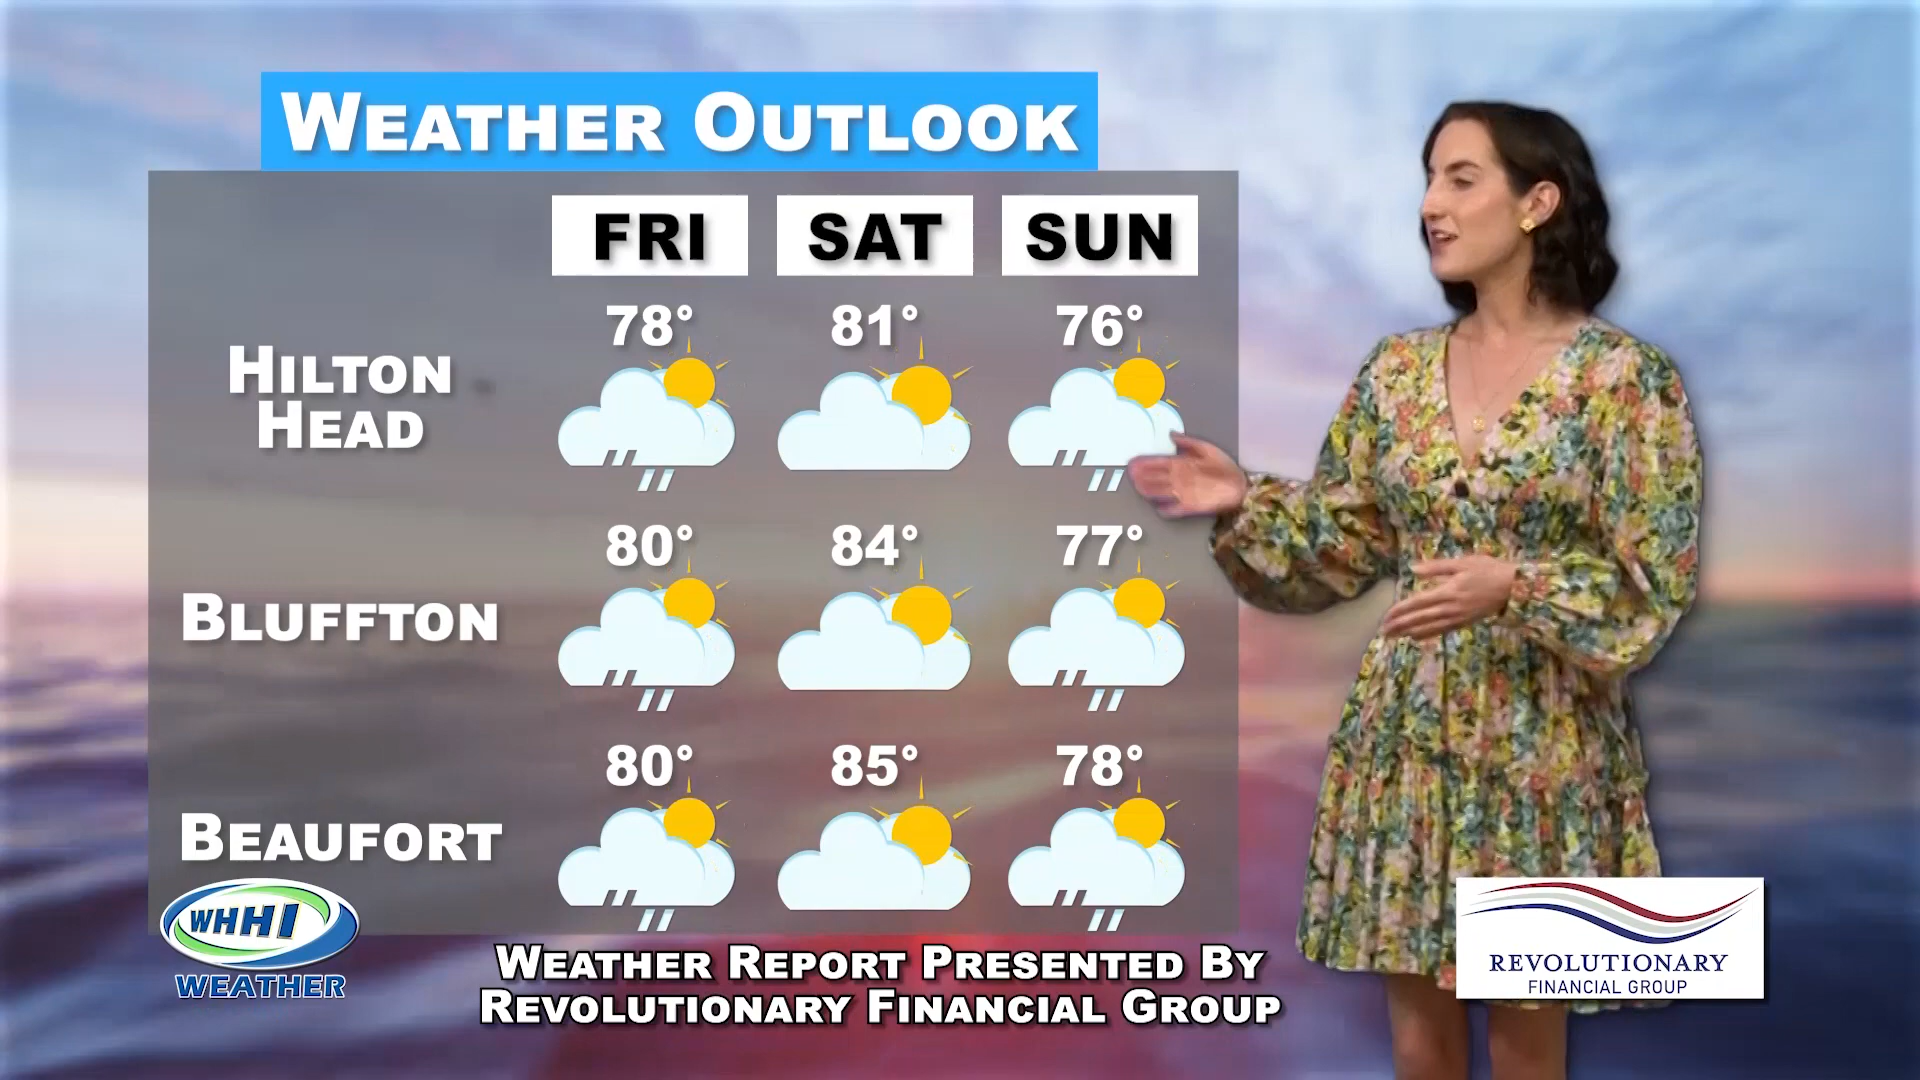 WEATHER OUTLOOK
FRI SAT SUN
78° 81° 76°
HILTON
HEAD
80° 84° 77°
BLUFFTON
80° 85° 78°
BEAUFORT
WHHI
WEATHER
WEATHER REPORT PRESENTED BY
REVOLUTIONARY FINANCIAL GROUP
REVOLUTIONARY
FINANCIAL GROUP